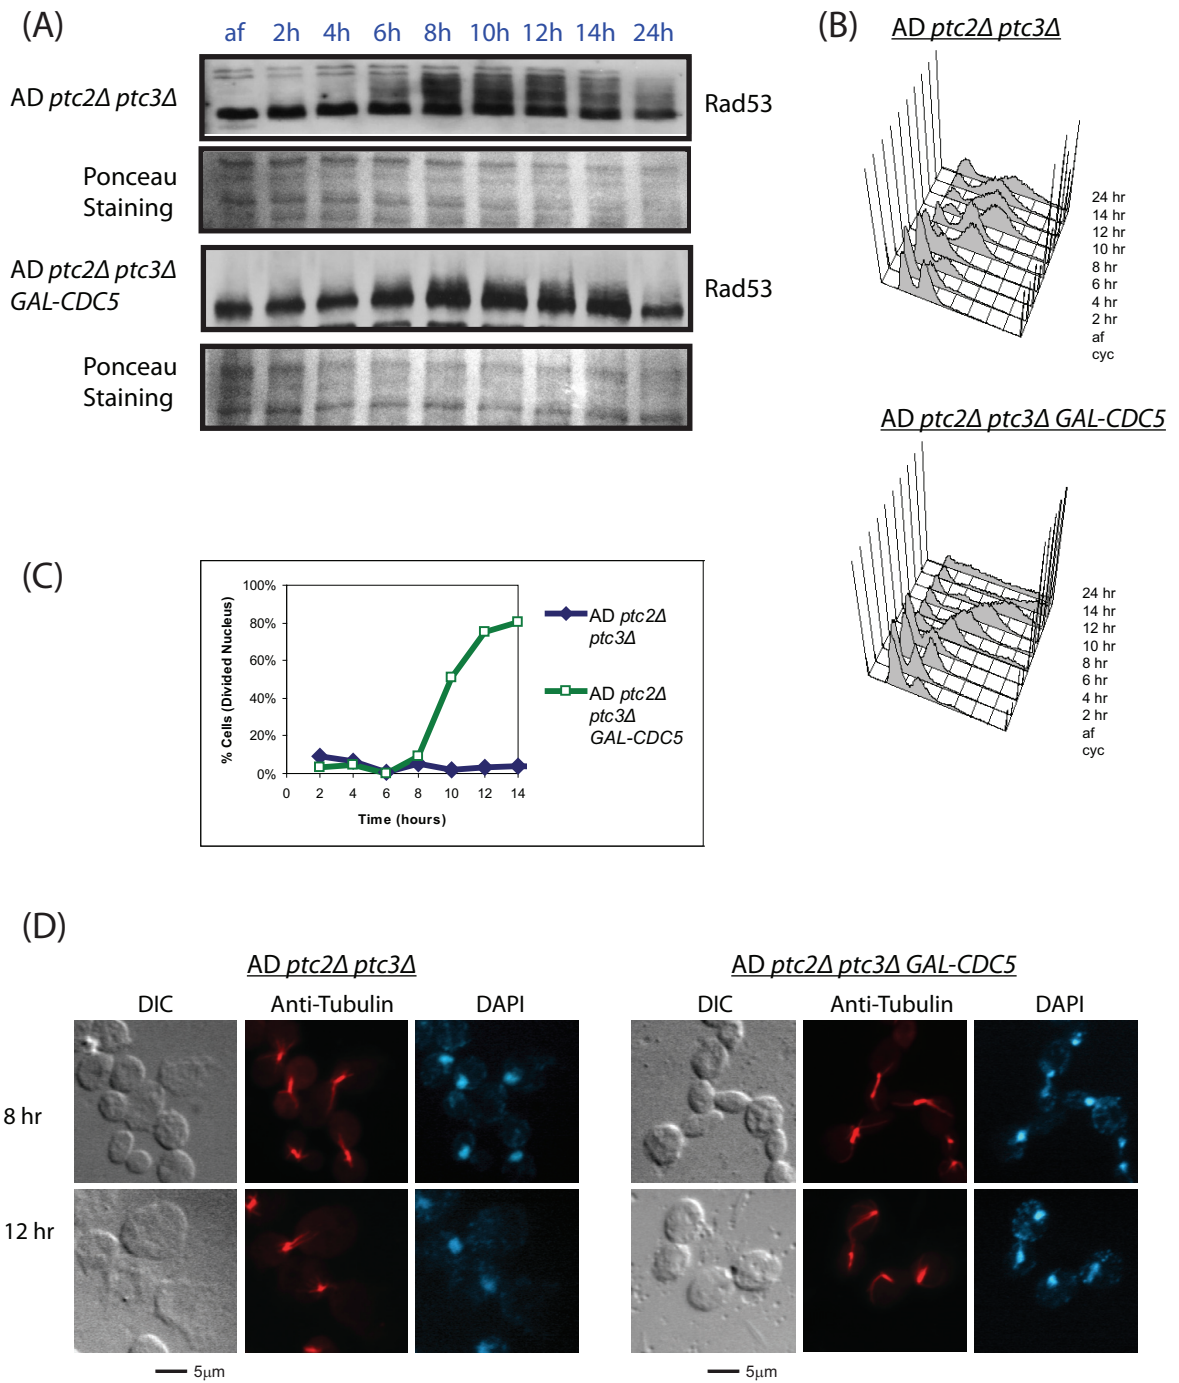 (A)
af 2h 4h 6h 8h 10h 12h 14h 24h
AD ptc2Δ ptc3Δ
Rad53
Ponceau
Staining
AD ptc2Δ ptc3Δ
GAL-CDC5
Rad53
Ponceau
Staining
(B)
AD ptc2Δ ptc3Δ
24 hr
14 hr
12 hr
10 hr
8 hr
6 hr
4 hr
2 hr
af
cyc
AD ptc2Δ ptc3Δ GAL-CDC5
24 hr
14 hr
12 hr
10 hr
8 hr
6 hr
4 hr
2 hr
af
cyc
(C)
% Cells (Divided Nucleus)
100%
80%
60%
40%
20%
0%
0 2 4 6 8 10 12 14
Time (hours)
AD ptc2Δ
ptc3Δ
AD ptc2Δ
ptc3Δ
GAL-CDC5
(D)
AD ptc2Δ ptc3Δ
DIC Anti-Tubulin DAPI
AD ptc2Δ ptc3Δ GAL-CDC5
DIC Anti-Tubulin DAPI
8 hr
12 hr
5μm
5μm